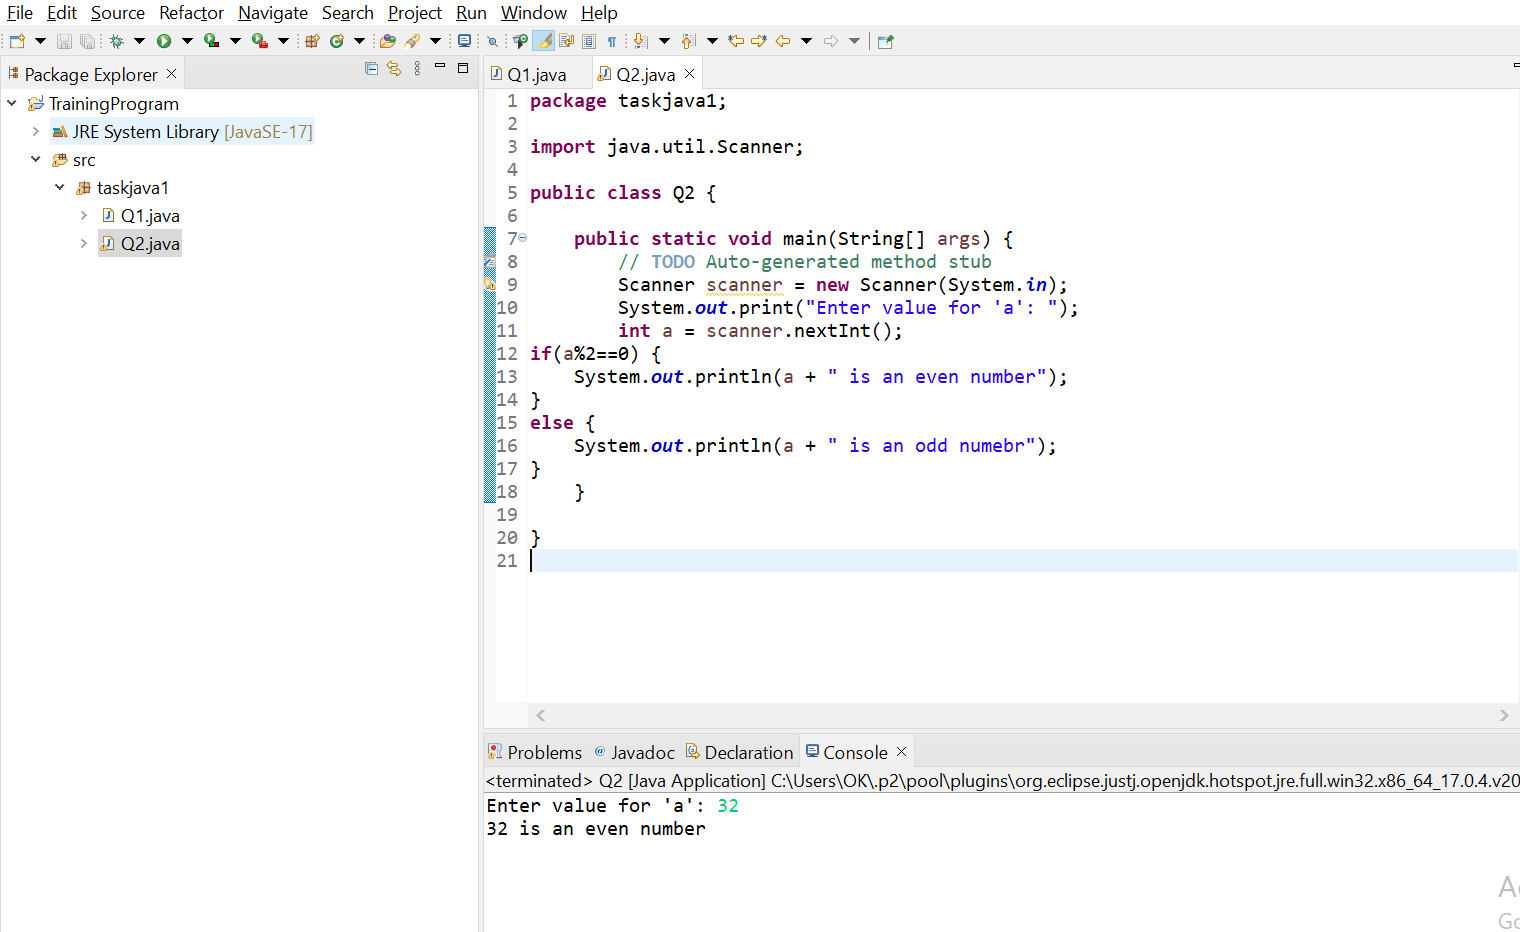 File Edit Source Refactor Navigate Search Project Run Window Help
Package Explorer
TrainingProgram
JRE System Library [JavaSE-17]
src
taskjava1
Q1.java
Q2.java
Q1.java Q2.java
1 package taskjava1;
2
3 import java.util.Scanner;
4
5 public class Q2 {
6
7 public static void main(String[] args) {
8 // TODO Auto-generated method stub
9 Scanner scanner = new Scanner(System.in);
10 System.out.print("Enter value for 'a': ");
11 int a = scanner.nextInt();
12 if(a%2==0) {
13 System.out.println(a + " is an even number");
14 }
15 else {
16 System.out.println(a + " is an odd numebr");
17 }
18 }
19
20 }
21
Problems Javadoc Declaration Console
<terminated> Q2 [Java Application] C:\Users\OK\.p2\pool\plugins\org.eclipse.justj.openjdk.hotspot.jre.full.win32.x86_64_17.0.4.v20
Enter value for 'a': 32
32 is an even number